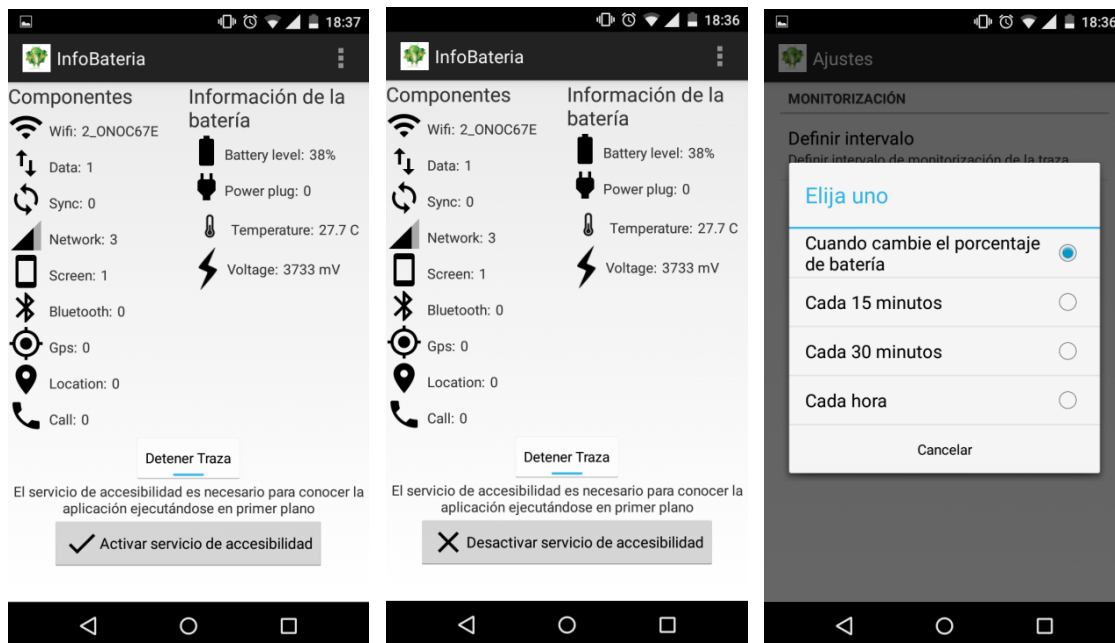 18:37
InfoBateria
Componentes
Wifi: 2_ONOC67E
Data: 1
Sync: 0
Network: 3
Screen: 1
Bluetooth: 0
Gps: 0
Location: 0
Call: 0
Información de la
batería
Battery level: 38%
Power plug: 0
Temperature: 27.7 C
Voltage: 3733 mV
Detener Traza
El servicio de accesibilidad es necesario para conocer la
aplicación ejecutándose en primer plano
Activar servicio de accesibilidad
18:36
InfoBateria
Componentes
Wifi: 2_ONOC67E
Data: 1
Sync: 0
Network: 3
Screen: 1
Bluetooth: 0
Gps: 0
Location: 0
Call: 0
Información de la
batería
Battery level: 38%
Power plug: 0
Temperature: 27.7 C
Voltage: 3733 mV
Detener Traza
El servicio de accesibilidad es necesario para conocer la
aplicación ejecutándose en primer plano
Desactivar servicio de accesibilidad
18:36
Ajustes
MONITORIZACIÓN
Definir intervalo
Definir intervalo de monitorización de la traza
Elija uno
Cuando cambie el porcentaje
de batería
Cada 15 minutos
Cada 30 minutos
Cada hora
Cancelar